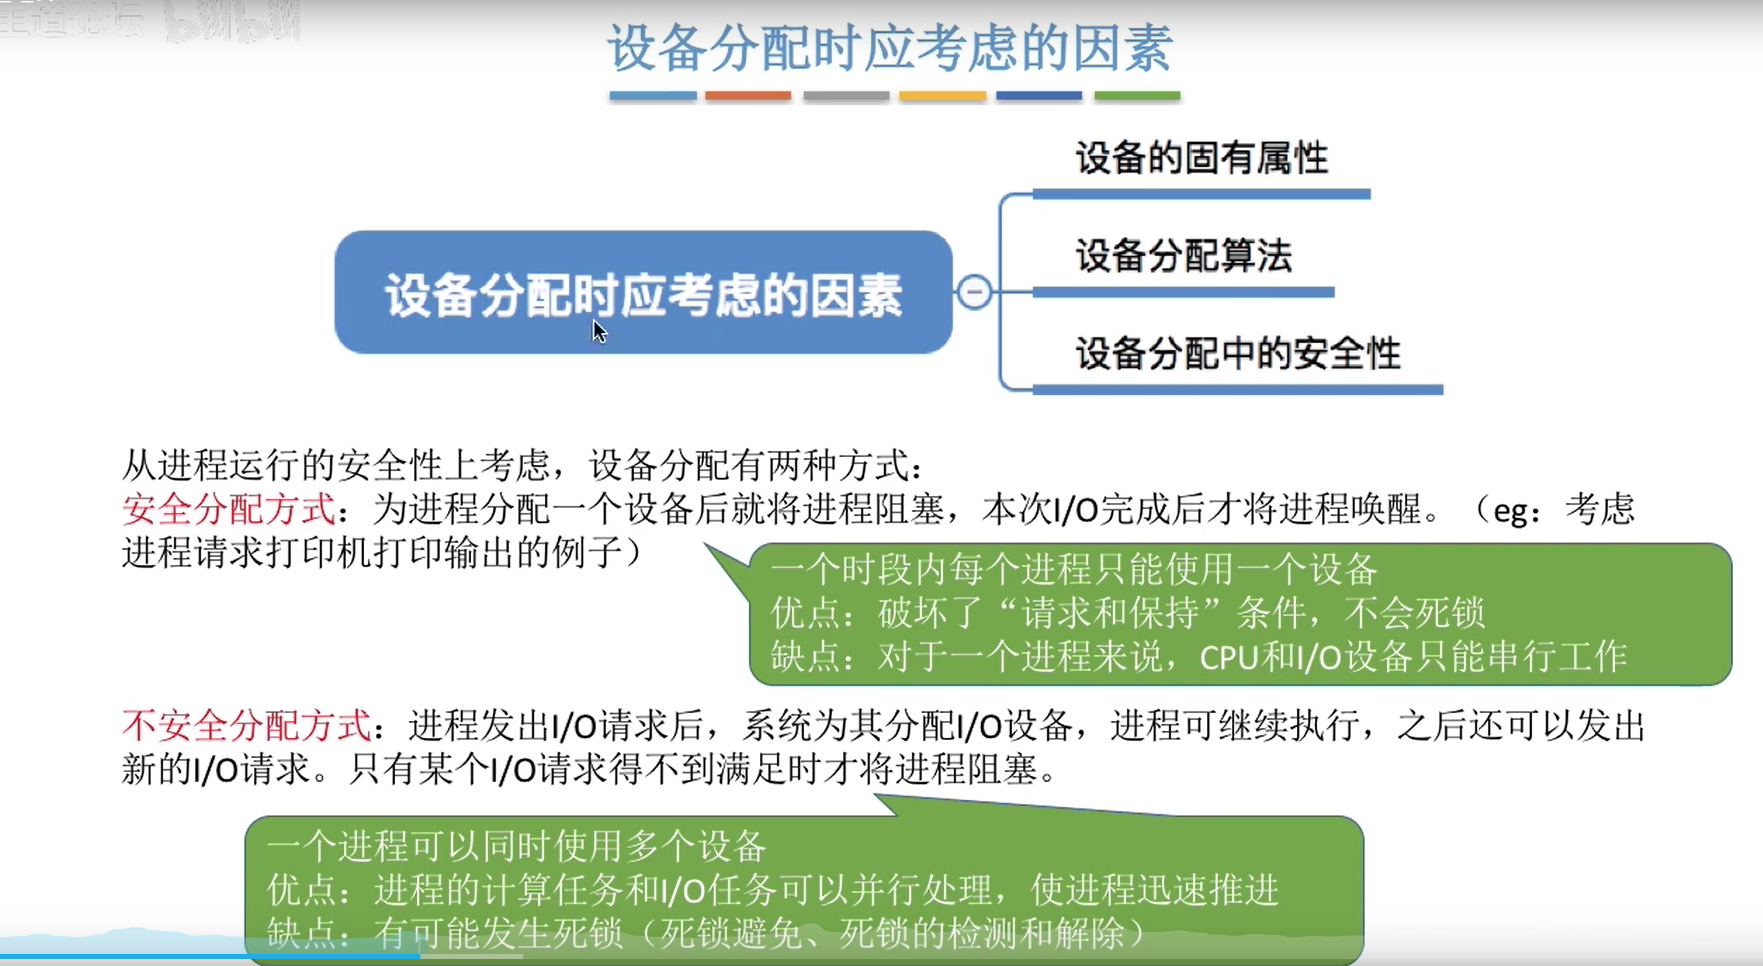 王道论坛 bilibili
设备分配时应考虑的因素
设备的固有属性
设备分配算法
设备分配时应考虑的因素
设备分配中的安全性
从进程运行的安全性上考虑，设备分配有两种方式：
安全分配方式：为进程分配一个设备后就将进程阻塞，本次I/O完成后才将进程唤醒。（eg：考虑
进程请求打印机打印输出的例子）
一个时段内每个进程只能使用一个设备
优点：破坏了“请求和保持”条件，不会死锁
缺点：对于一个进程来说，CPU和I/O设备只能串行工作
不安全分配方式：进程发出I/O请求后，系统为其分配I/O设备，进程可继续执行，之后还可以发出
新的I/O请求。只有某个I/O请求得不到满足时才将进程阻塞。
一个进程可以同时使用多个设备
优点：进程的计算任务和I/O任务可以并行处理，使进程迅速推进
缺点：有可能发生死锁（死锁避免、死锁的检测和解除）